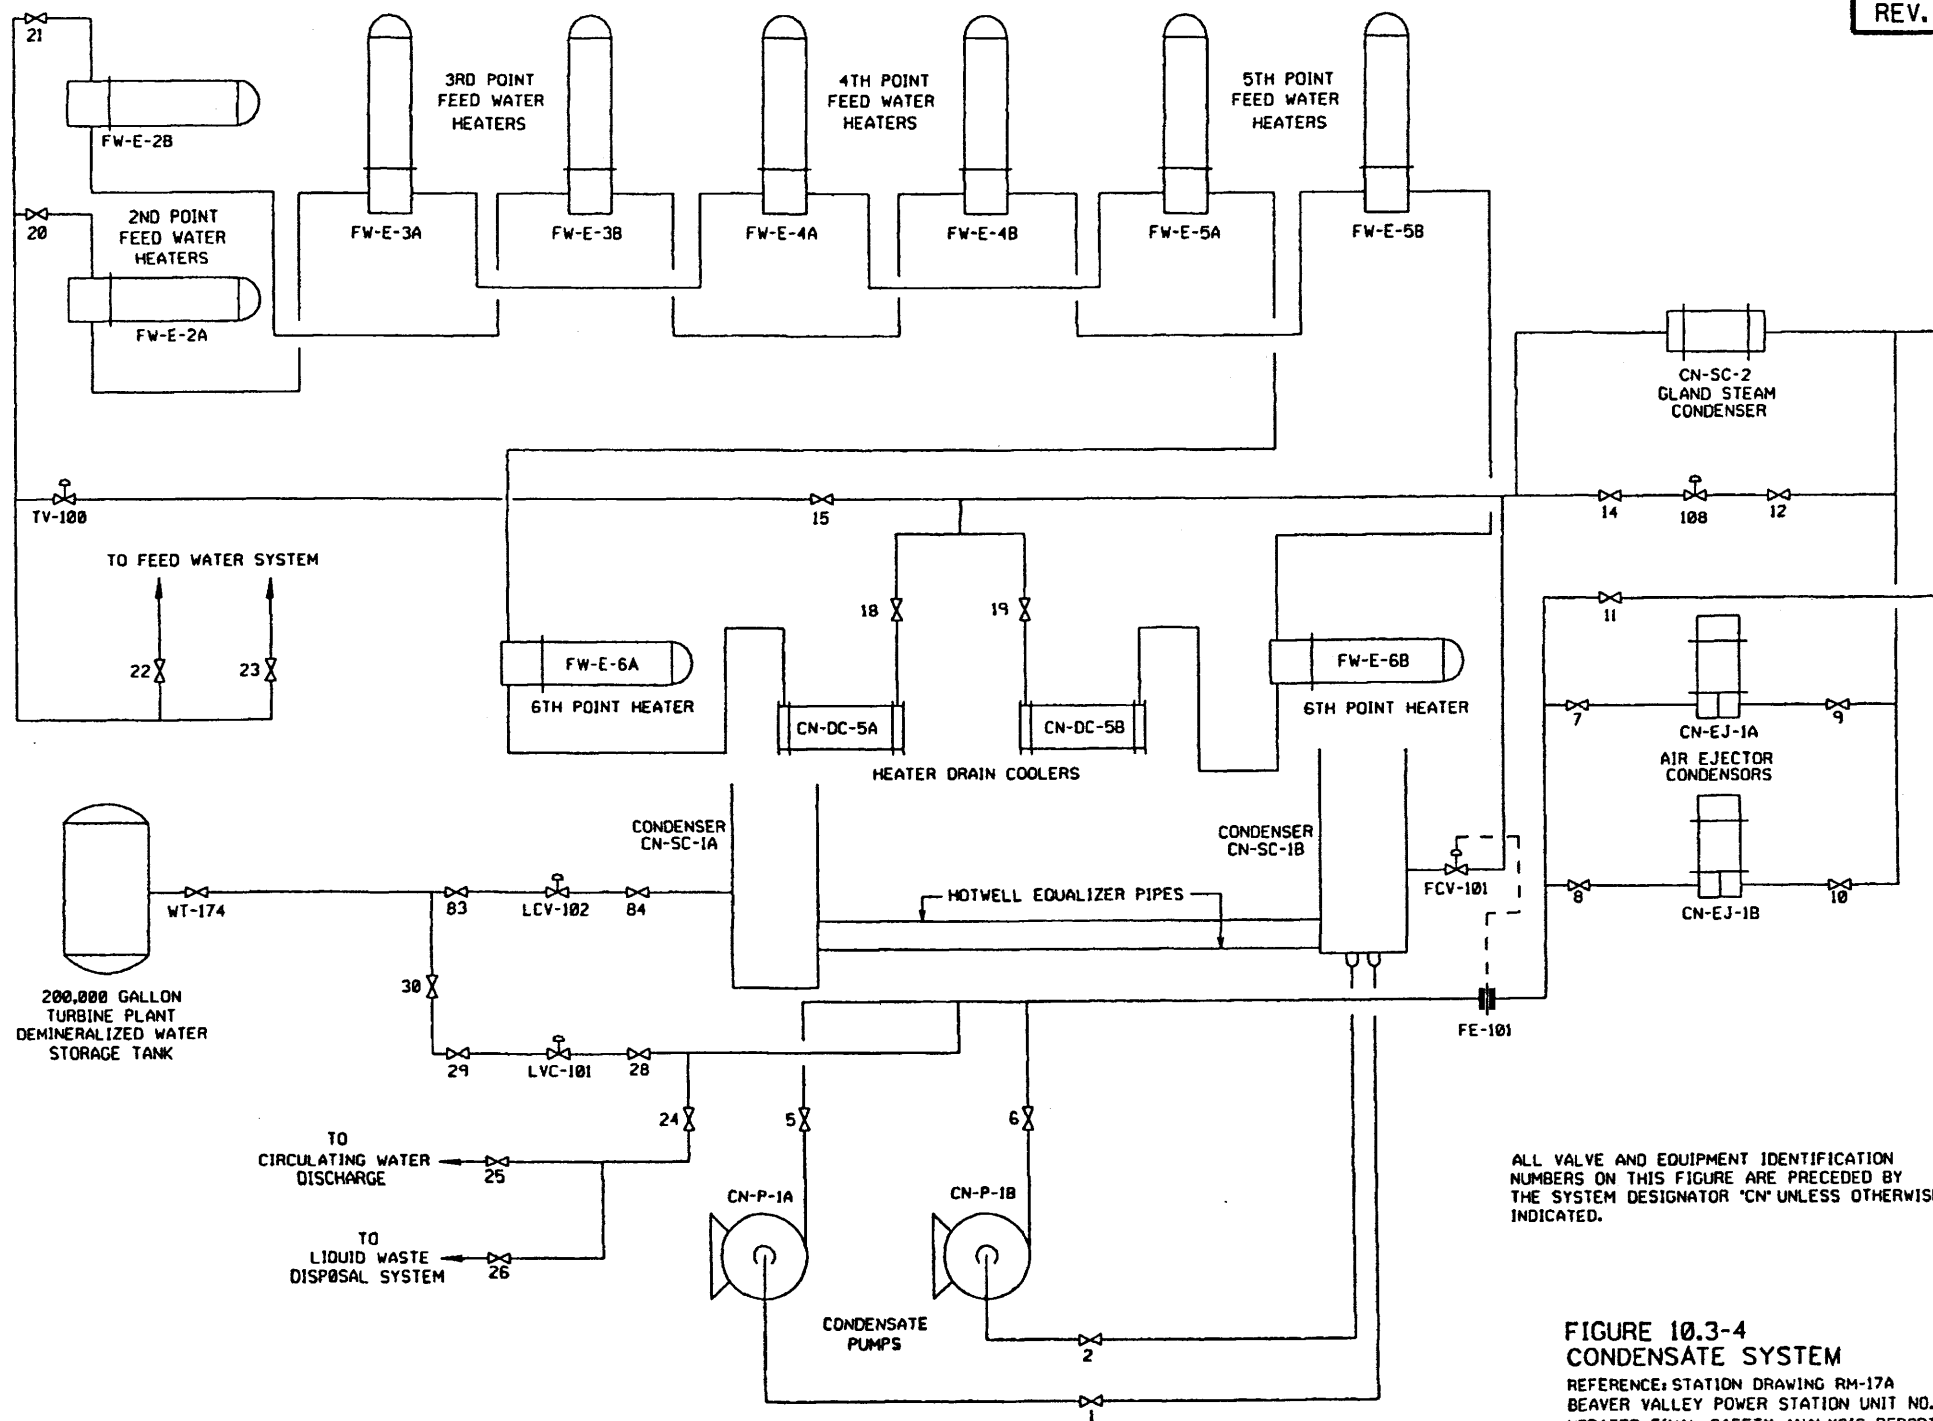 REV.
21
FW-E-2B
3RD POINT
FEED WATER
HEATERS
4TH POINT
FEED WATER
HEATERS
5TH POINT
FEED WATER
HEATERS
20
2ND POINT
FEED WATER
HEATERS
FW-E-2A
FW-E-3A
FW-E-3B
FW-E-4A
FW-E-4B
FW-E-5A
FW-E-5B
CN-SC-2
GLAND STEAM
CONDENSER
TV-100
15
14
108
12
TO FEED WATER SYSTEM
22
23
18
19
11
FW-E-6A
6TH POINT HEATER
CN-DC-5A
CN-DC-5B
HEATER DRAIN COOLERS
FW-E-6B
6TH POINT HEATER
7
9
CN-EJ-1A
AIR EJECTOR
CONDENSORS
8
10
CN-EJ-1B
CONDENSER
CN-SC-1A
CONDENSER
CN-SC-1B
FCV-101
WT-174
83
LCV-102
84
HOTWELL EQUALIZER PIPES
200,000 GALLON
TURBINE PLANT
DEMINERALIZED WATER
STORAGE TANK
30
29
LVC-101
28
FE-101
24
5
6
TO
CIRCULATING WATER
DISCHARGE
25
TO
LIQUID WASTE
DISPOSAL SYSTEM
26
CN-P-1A
CN-P-1B
CONDENSATE
PUMPS
2
1
ALL VALVE AND EQUIPMENT IDENTIFICATION
NUMBERS ON THIS FIGURE ARE PRECEDED BY
THE SYSTEM DESIGNATOR "CN" UNLESS OTHERWISE
INDICATED.
FIGURE 10.3-4
CONDENSATE SYSTEM
REFERENCE: STATION DRAWING RM-17A
BEAVER VALLEY POWER STATION UNIT NO.
UPDATED FINAL SAFETY ANALYSIS REPORT